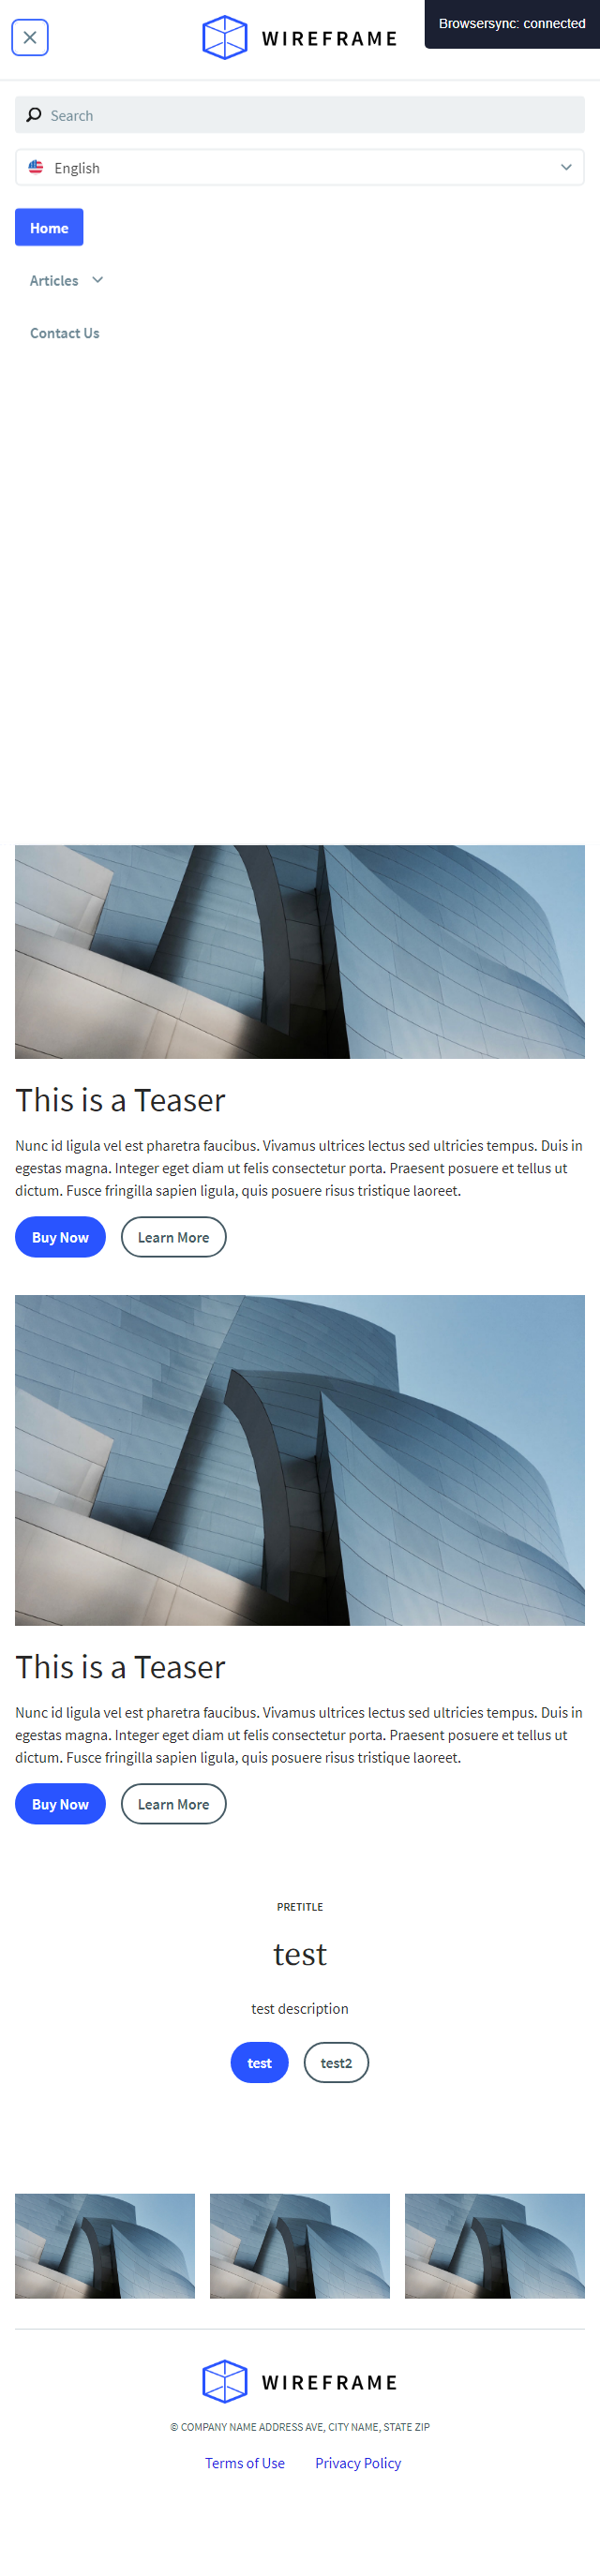 WIREFRAME
Browsersync: connected
Search
English
Home
Articles
Contact Us
This is a Teaser
Nunc id ligula vel est pharetra faucibus. Vivamus ultrices lectus sed ultricies tempus. Duis in
egestas magna. Integer eget diam ut felis consectetur porta. Praesent posuere et tellus ut
dictum. Fusce fringilla sapien ligula, quis posuere risus tristique laoreet.
Buy Now Learn More
This is a Teaser
Nunc id ligula vel est pharetra faucibus. Vivamus ultrices lectus sed ultricies tempus. Duis in
egestas magna. Integer eget diam ut felis consectetur porta. Praesent posuere et tellus ut
dictum. Fusce fringilla sapien ligula, quis posuere risus tristique laoreet.
Buy Now Learn More
PRETITLE
test
test description
test test2
WIREFRAME
© COMPANY NAME ADDRESS AVE, CITY NAME, STATE ZIP
Terms of Use Privacy Policy